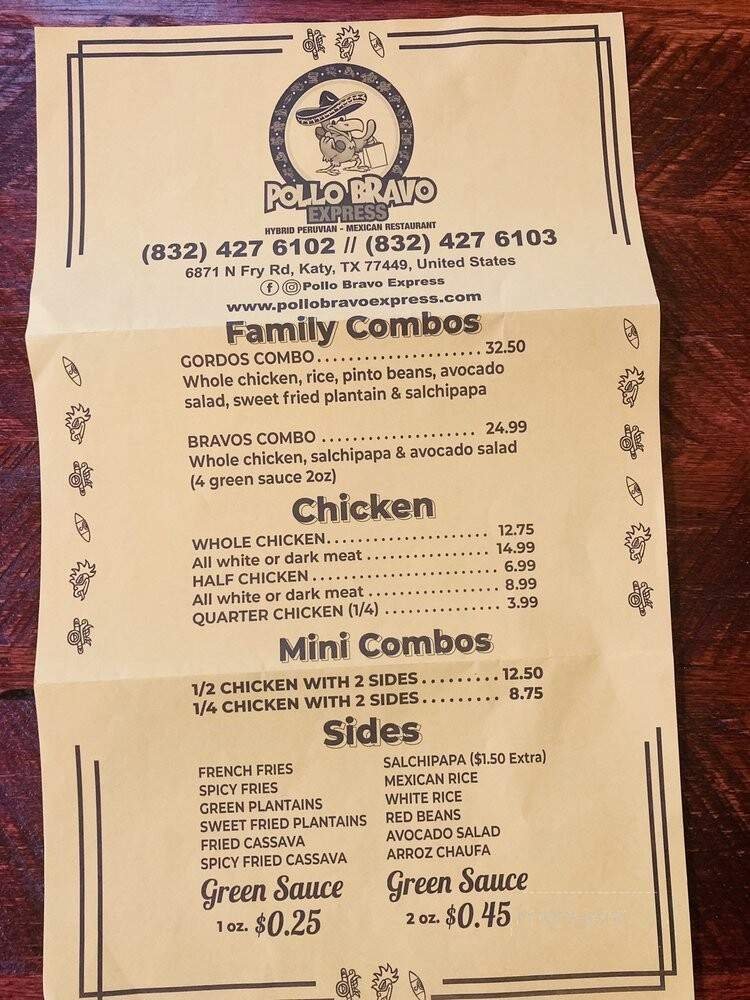 POLLO BRAVO
EXPRESS
HYBRID PERUVIAN - MEXICAN RESTAURANT
(832) 427 6102 // (832) 427 6103
6871 N Fry Rd, Katy, TX 77449, United States
Pollo Bravo Express
www.pollobravoexpress.com
Family Combos
GORDOS COMBO..................... 32.50
Whole chicken, rice, pinto beans, avocado
salad, sweet fried plantain & salchipapa
BRAVOS COMBO .................... 24.99
Whole chicken, salchipapa & avocado salad
(4 green sauce 2oz)
Chicken
WHOLE CHICKEN..................... 12.75
All white or dark meat ................ 14.99
HALF CHICKEN........................ 6.99
All white or dark meat ................. 8.99
QUARTER CHICKEN (1/4) ............... 3.99
Mini Combos
1/2 CHICKEN WITH 2 SIDES......... 12.50
1/4 CHICKEN WITH 2 SIDES......... 8.75
Sides
FRENCH FRIES
SPICY FRIES
GREEN PLANTAINS
SWEET FRIED PLANTAINS
FRIED CASSAVA
SPICY FRIED CASSAVA
SALCHIPAPA ($1.50 Extra)
MEXICAN RICE
WHITE RICE
RED BEANS
AVOCADO SALAD
ARROZ CHAUFA
Green Sauce
1 oz. $0.25
Green Sauce
2 oz. $0.45